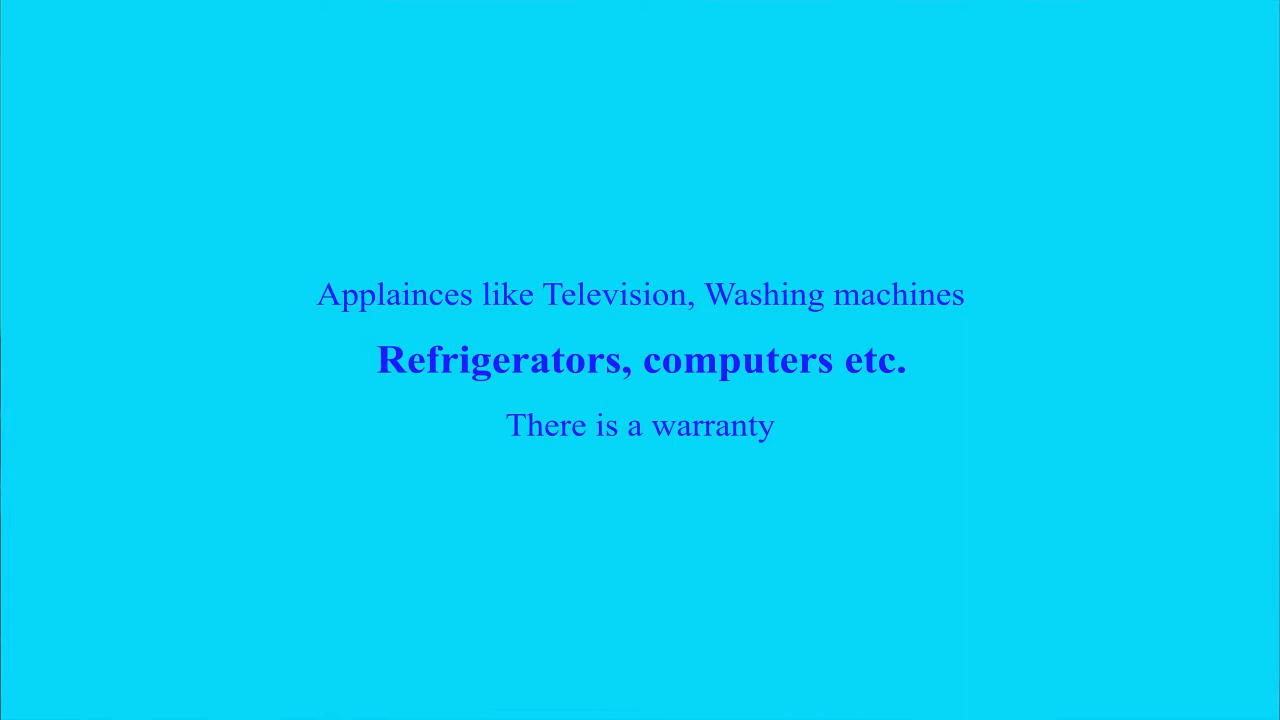 Applainces like Television, Washing machines
Refrigerators, computers etc.
There is a warranty